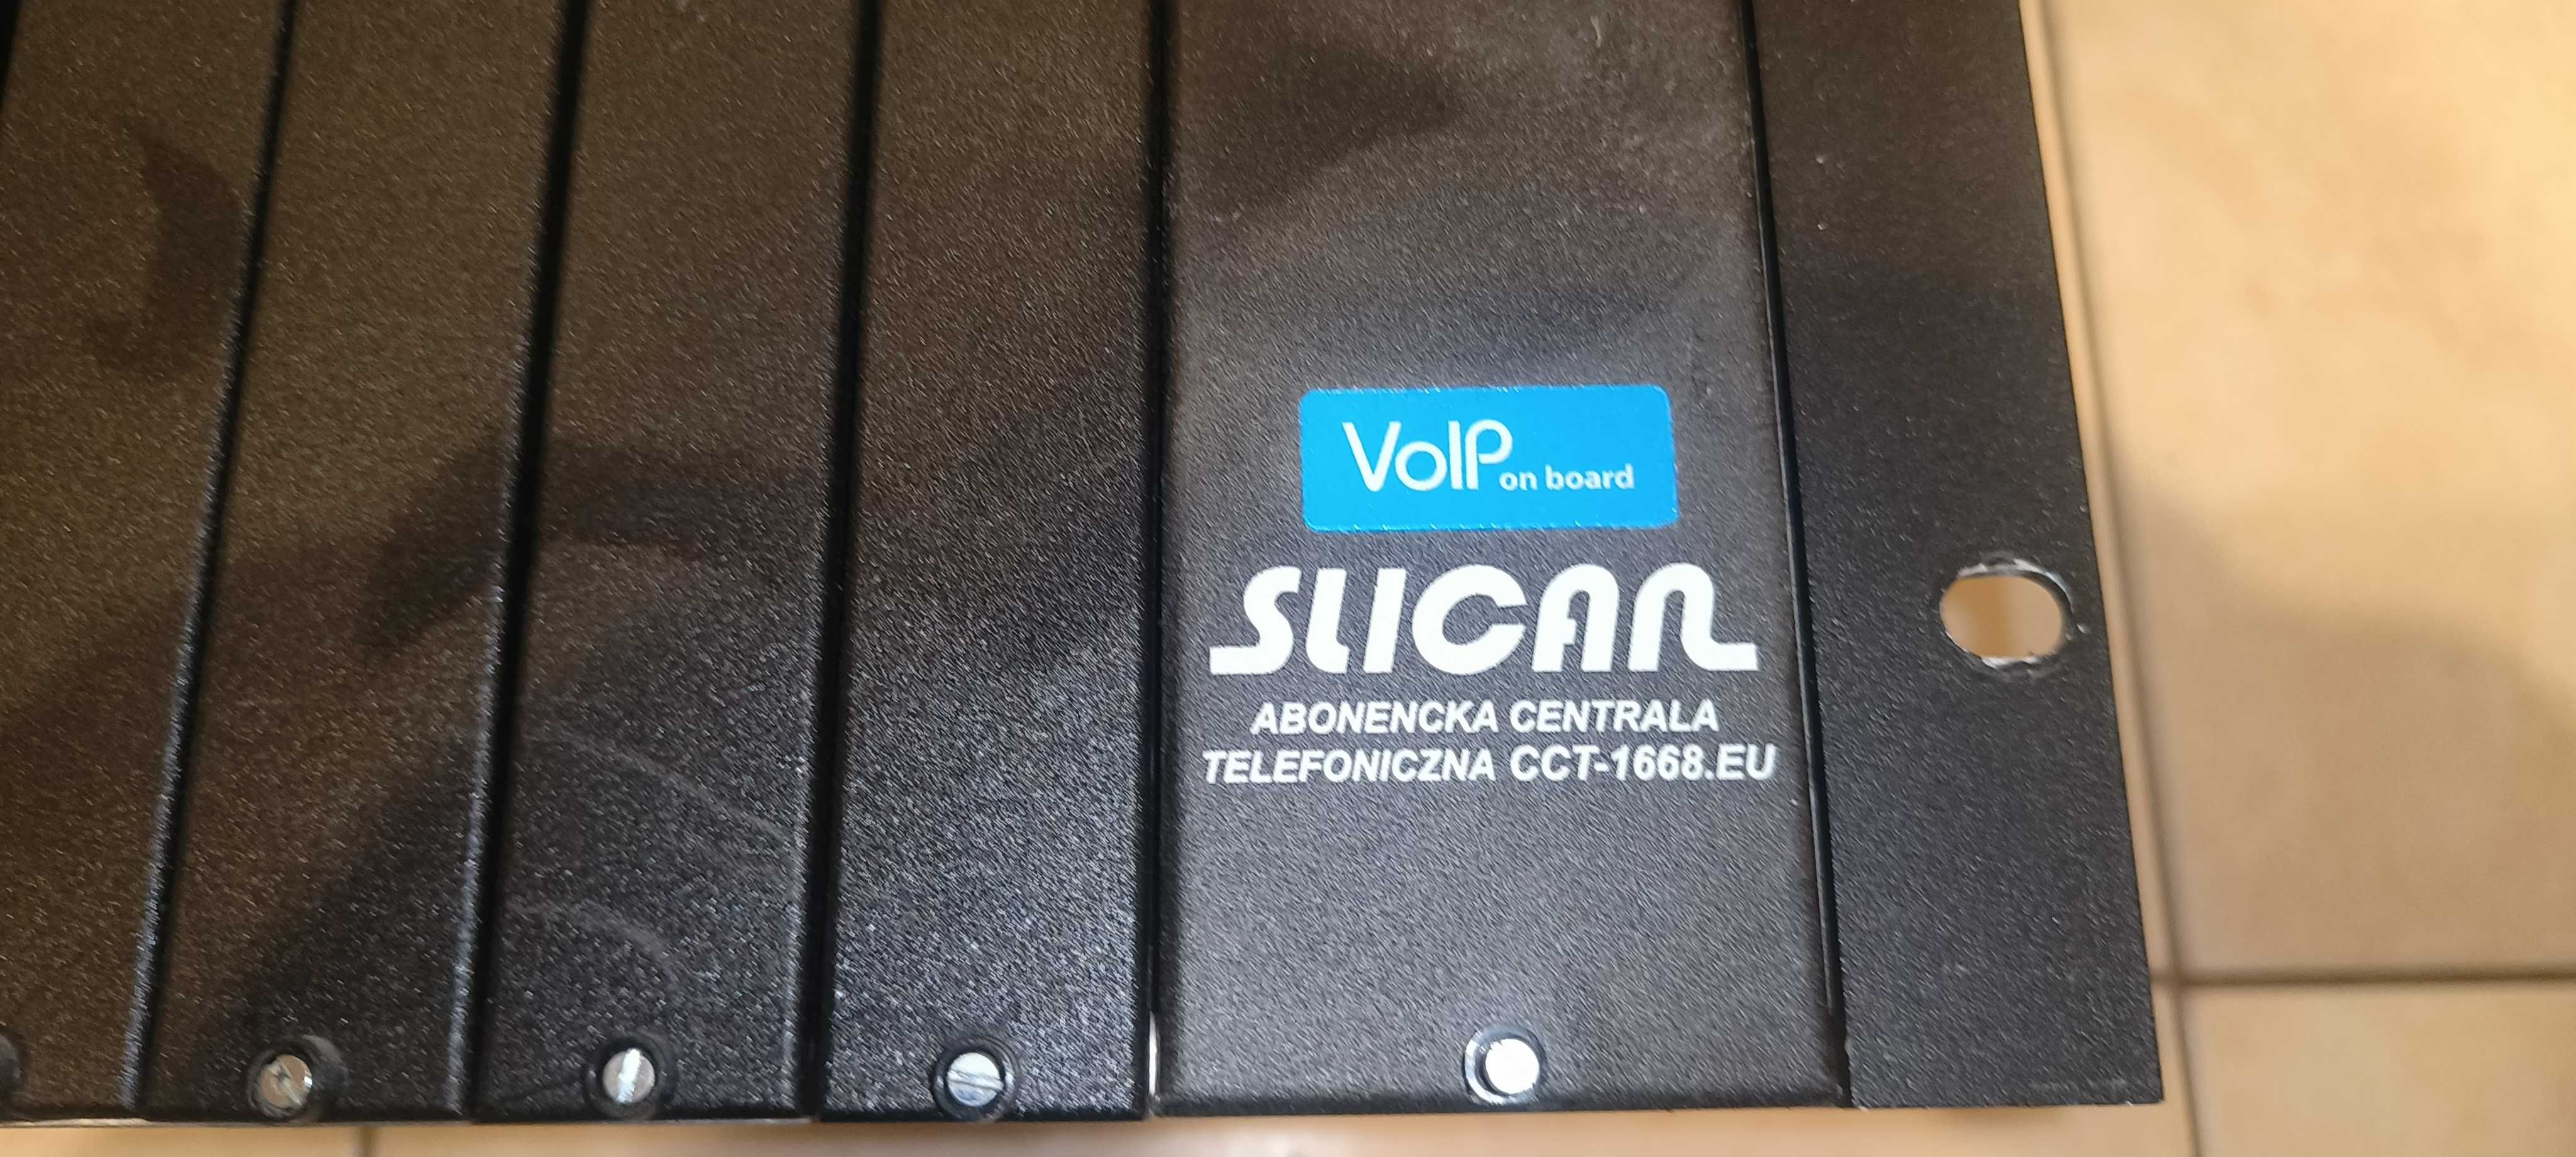 VoIP on board
SLICAN
ABONENCKA CENTRALA
TELEFONICZNA CCT-1668.EU